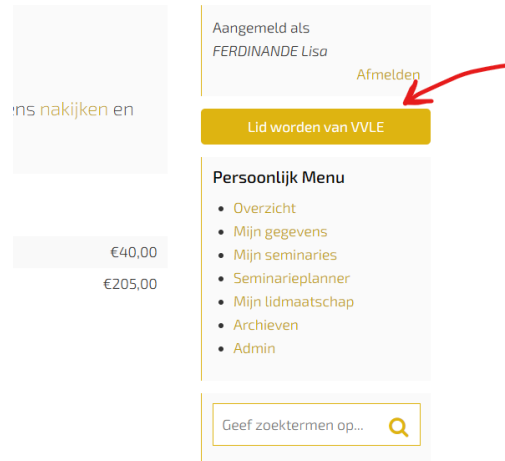 Aangemeld als
FERDINANDE Lisa
Afmelden
nakijken en
Lid worden van VVLE
Persoonlijk Menu
Overzicht
Mijn gegevens
Mijn seminaries
Seminarieplanner
Mijn lidmaatschap
Archieven
Admin
€40,00
€205,00
Geef zoektermen op...